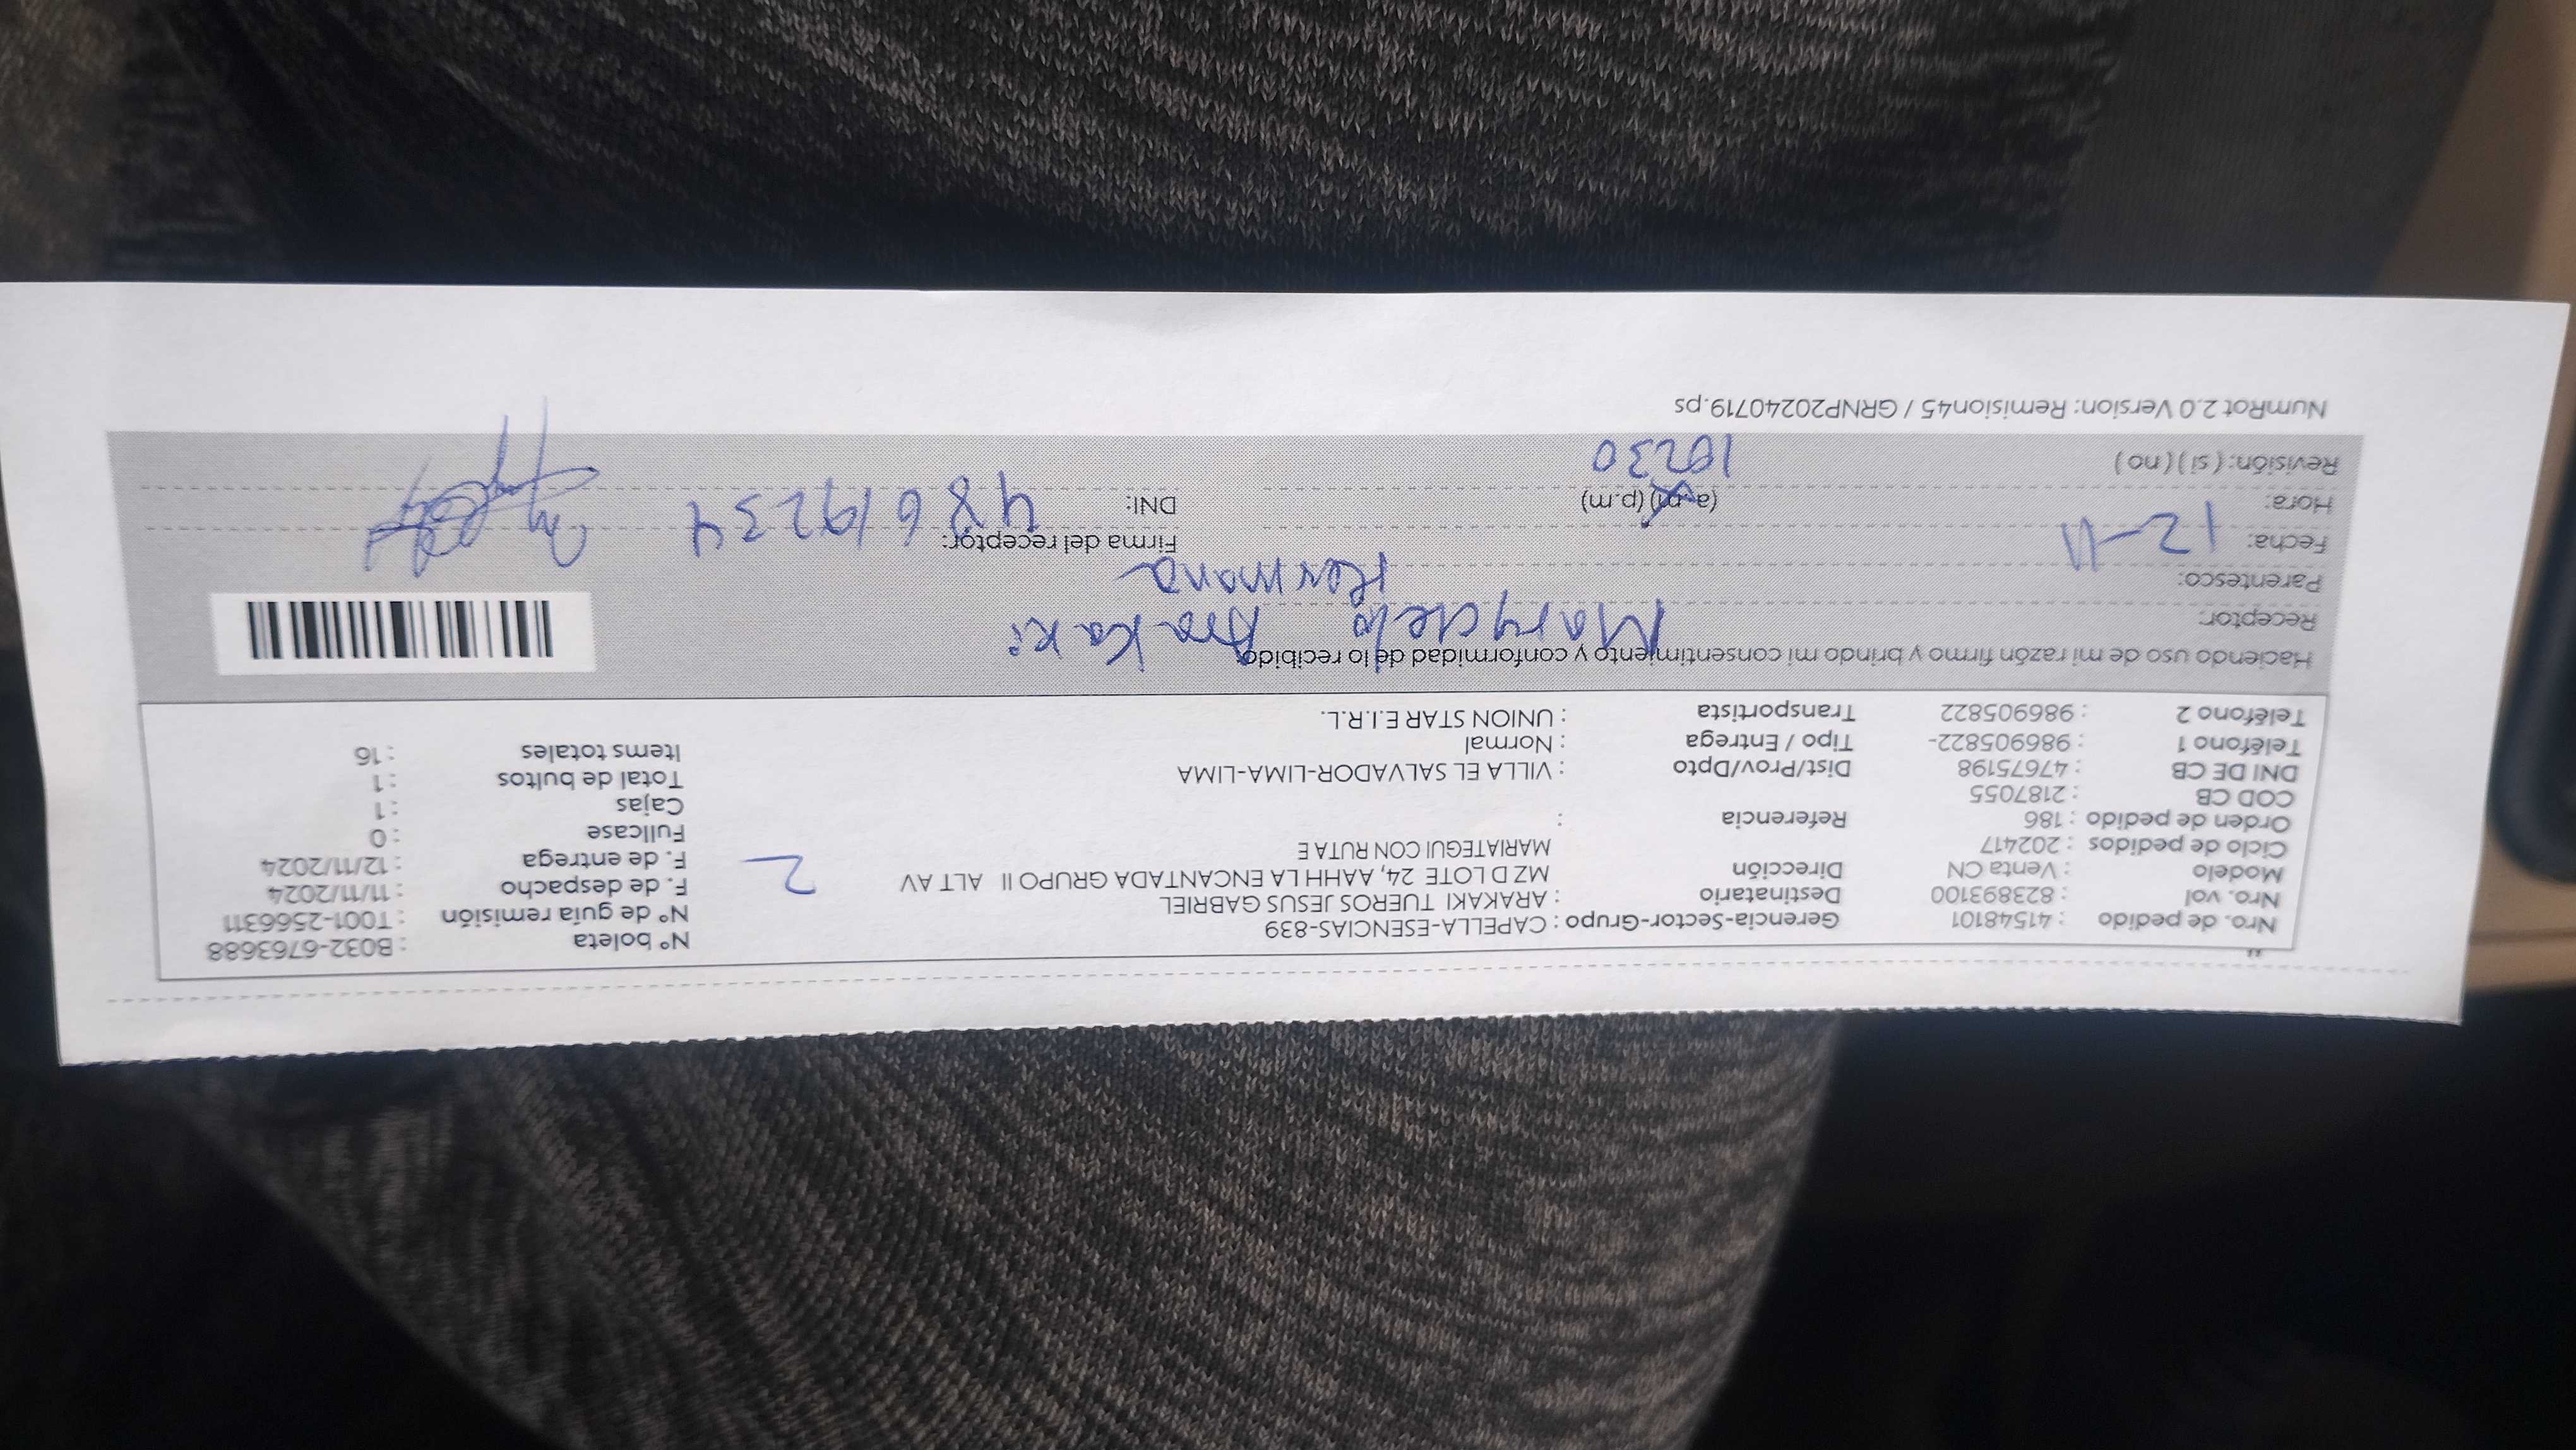 Nro. de pedido : 41548101 Gerencia-Sector-Grupo : CAPELLA-ESENCIAS-839 N° boleta : B032-6763688
Nro. vol : 823893100 Destinatario : ARAKAKI TUEROS JESUS GABRIEL N° de guía remisión : T001-2566311
Modelo : Venta CN Dirección MZ D LOTE 24, AAHH LA ENCANTADA GRUPO II ALT AV F. de despacho : 11/11/2024
Ciclo de pedidos : 202417 MARIATEGUI CON RUTA E 2 F. de entrega : 12/11/2024
Orden de pedido : 186 Referencia : Fullcase : 0
COD CB : 2187055 Cajas : 1
DNI DE CB : 47675198 Dist/Prov/Dpto : VILLA EL SALVADOR-LIMA-LIMA Total de bultos : 1
Teléfono 1 : 986905822- Tipo / Entrega : Normal Items totales : 16
Teléfono 2 : 986905822 Transportista : UNION STAR E.I.R.L.
Haciendo uso de mi razón firmo y brindo mi consentimiento y conformidad de lo recibido.
Receptor: Arakaki
Parentesco: Hermana
Fecha: 12-11 Firma del receptor:
Hora: (a.m) (p.m) DNI: 48619234
Revisión: ( si ) ( no )
NumRot 2.0 Version: Remision45 / GRNP20240719.ps